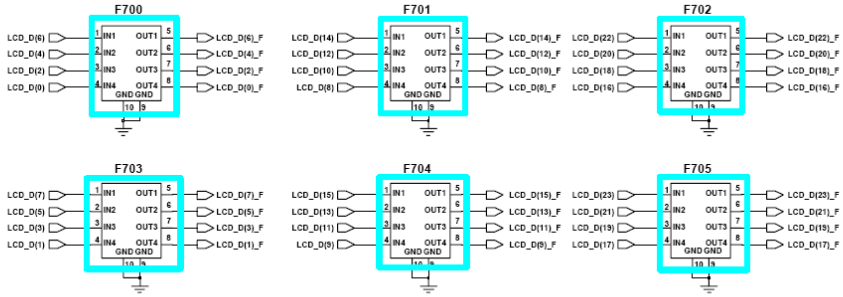 F700 F701 F702
LCD_D(6) 1 IN1 OUT1 5 LCD_D(6)_F LCD_D(14) 1 IN1 OUT1 5 LCD_D(14)_F LCD_D(22) 1 IN1 OUT1 5 LCD_D(22)_F
LCD_D(4) 2 IN2 OUT2 6 LCD_D(4)_F LCD_D(12) 2 IN2 OUT2 6 LCD_D(12)_F LCD_D(20) 2 IN2 OUT2 6 LCD_D(20)_F
LCD_D(2) 3 IN3 OUT3 7 LCD_D(2)_F LCD_D(10) 3 IN3 OUT3 7 LCD_D(10)_F LCD_D(18) 3 IN3 OUT3 7 LCD_D(18)_F
LCD_D(0) 4 IN4 OUT4 8 LCD_D(0)_F LCD_D(8) 4 IN4 OUT4 8 LCD_D(8)_F LCD_D(16) 4 IN4 OUT4 8 LCD_D(16)_F
GND GND GND GND GND GND
10 9 10 9 10 9
F703 F704 F705
LCD_D(7) 1 IN1 OUT1 5 LCD_D(7)_F LCD_D(15) 1 IN1 OUT1 5 LCD_D(15)_F LCD_D(23) 1 IN1 OUT1 5 LCD_D(23)_F
LCD_D(5) 2 IN2 OUT2 6 LCD_D(5)_F LCD_D(13) 2 IN2 OUT2 6 LCD_D(13)_F LCD_D(21) 2 IN2 OUT2 6 LCD_D(21)_F
LCD_D(3) 3 IN3 OUT3 7 LCD_D(3)_F LCD_D(11) 3 IN3 OUT3 7 LCD_D(11)_F LCD_D(19) 3 IN3 OUT3 7 LCD_D(19)_F
LCD_D(1) 4 IN4 OUT4 8 LCD_D(1)_F LCD_D(9) 4 IN4 OUT4 8 LCD_D(9)_F LCD_D(17) 4 IN4 OUT4 8 LCD_D(17)_F
GND GND GND GND GND GND
10 9 10 9 10 9